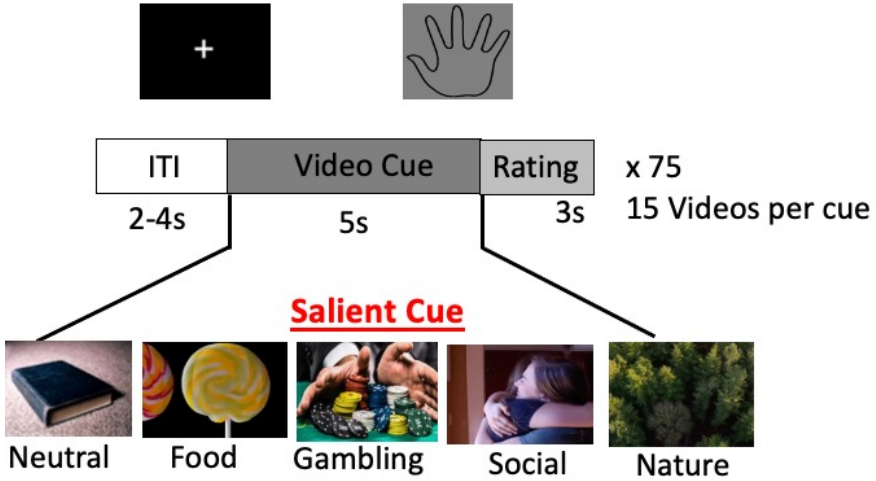 +
ITI
Video Cue
Rating
x 75
2-4s
5s
3s
15 Videos per cue
Salient Cue
Neutral
Food
Gambling
Social
Nature